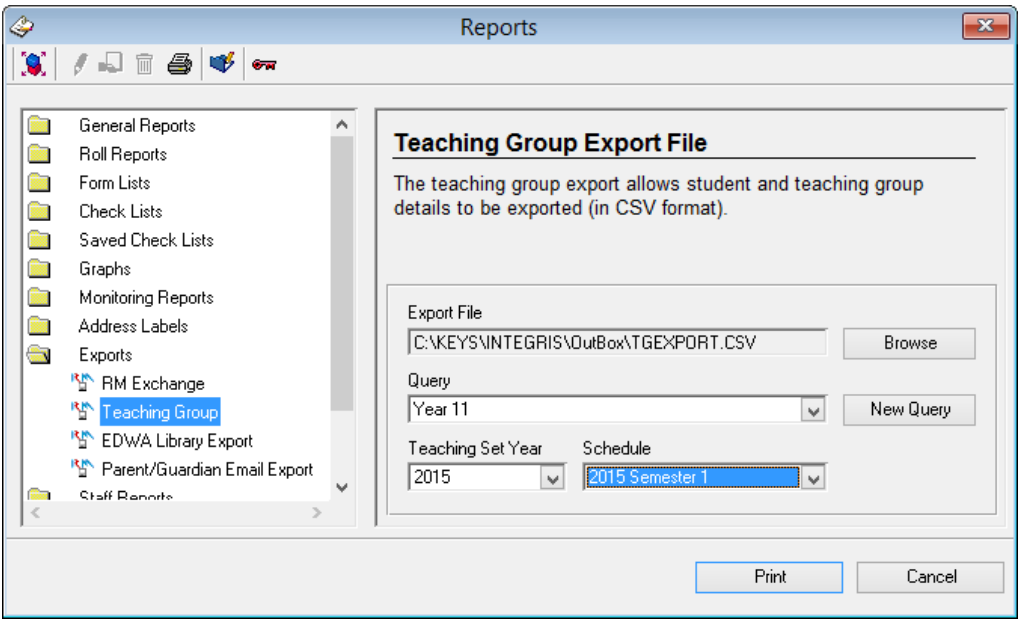 Reports
General Reports
Roll Reports
Form Lists
Check Lists
Saved Check Lists
Graphs
Monitoring Reports
Address Labels
Exports
RM Exchange
Teaching Group
EDWA Library Export
Parent/Guardian Email Export
Staff Reports
Teaching Group Export File
The teaching group export allows student and teaching group
details to be exported (in CSV format).
Export File
C:\KEYS\INTEGRIS\OutBox\TGEXPORT.CSV
Browse
Query
Year 11
New Query
Teaching Set Year
Schedule
2015
2015 Semester 1
Print
Cancel